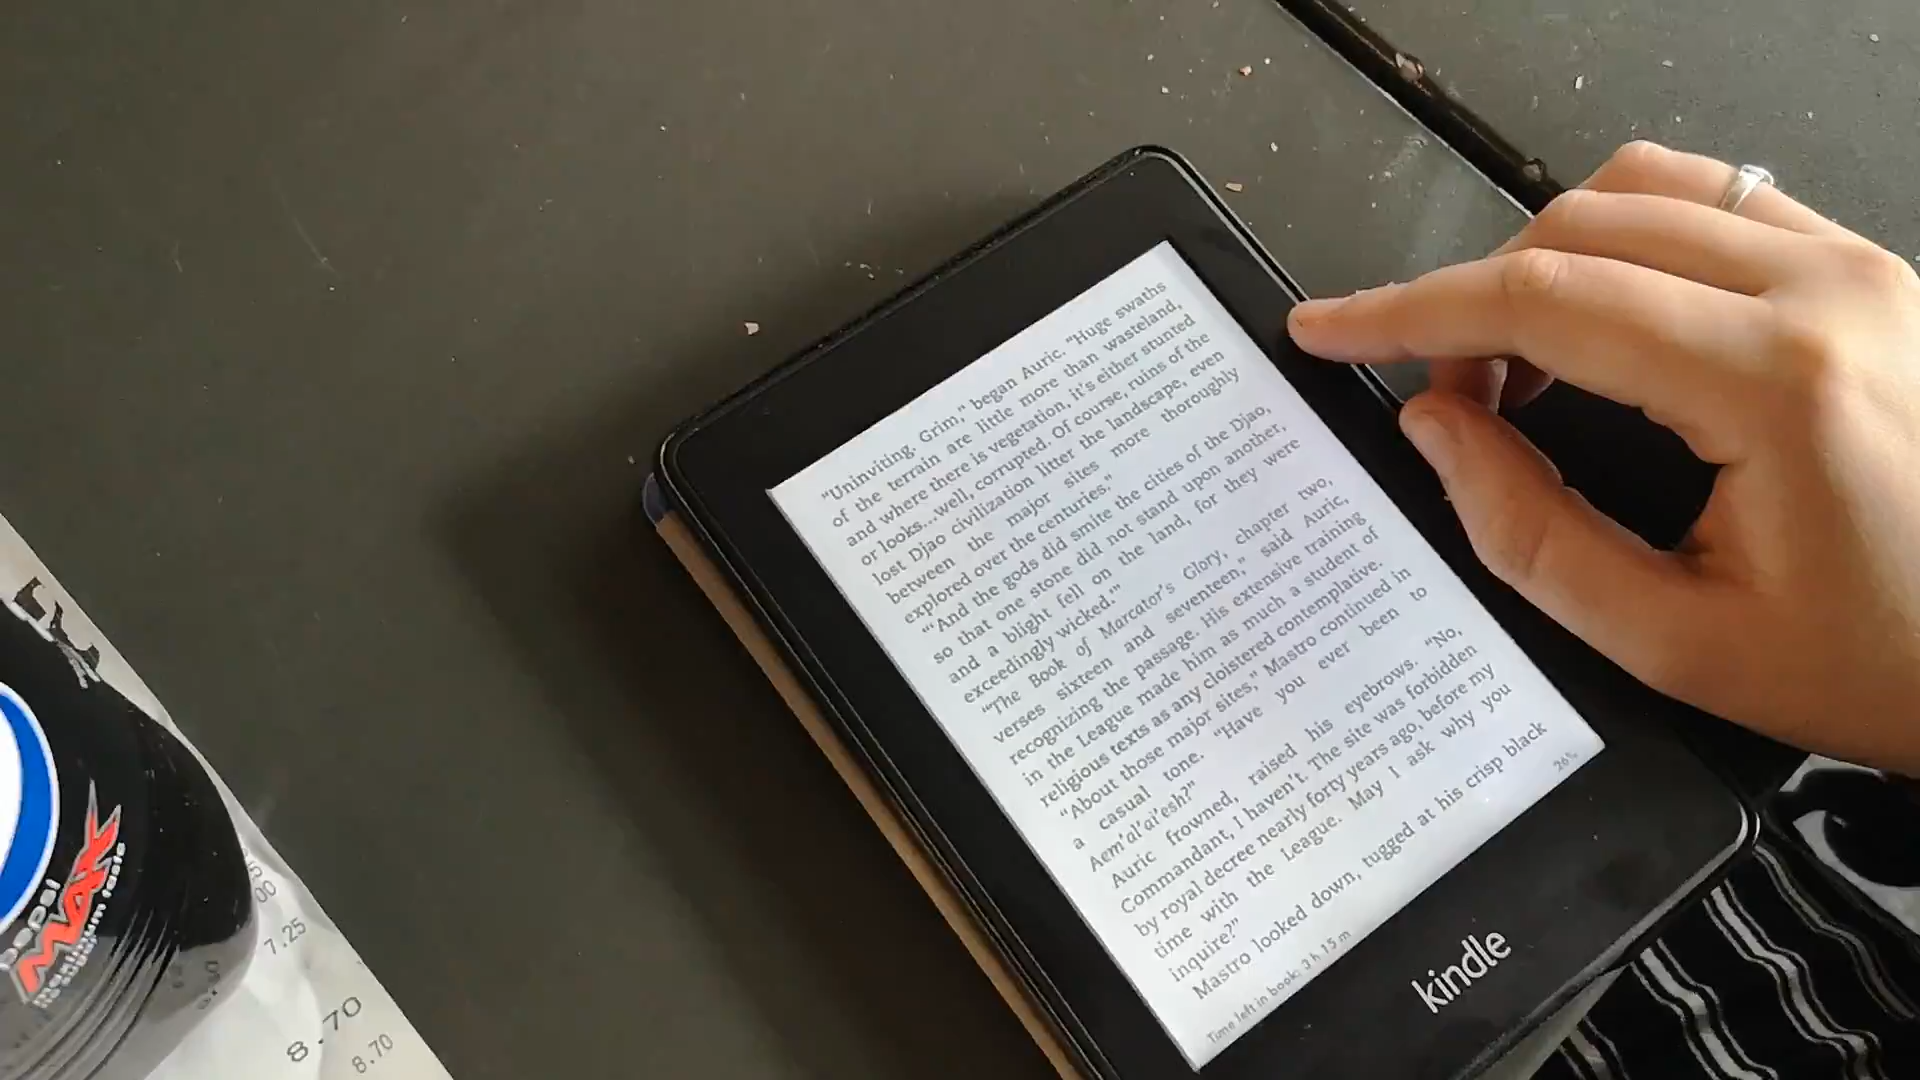 "Uninviting, Grim," began Auric. "Huge swaths
of the terrain are little more than wasteland,
and where there is vegetation, it's either stunted
or looks...well, corrupted. Of course, ruins of the
lost Djao civilization litter the landscape, even
between the major sites more thoroughly
explored over the centuries."
"'And the gods did smite the cities of the Djao,
so that one stone did not stand upon another,
and a blight fell on the land, for they were
exceedingly wicked.'"
"The Book of Marcator's Glory, chapter two,
verses sixteen and seventeen," said Auric,
recognizing the passage. His extensive training
in the League made him as much a student of
religious texts as any cloistered contemplative.
"About those major sites," Mastro continued in
a casual tone. "Have you ever been to
Aem'al'ai'esh?"
Auric frowned, raised his eyebrows. "No,
Commandant, I haven't. The site was forbidden
by royal decree nearly forty years ago, before my
time with the League. May I ask why you
inquire?"
Mastro looked down, tugged at his crisp black
Time left in book: 3 h 15 m
26%
kindle
pepsi
MAX
maximum taste
00
7.25
8.70
8.70